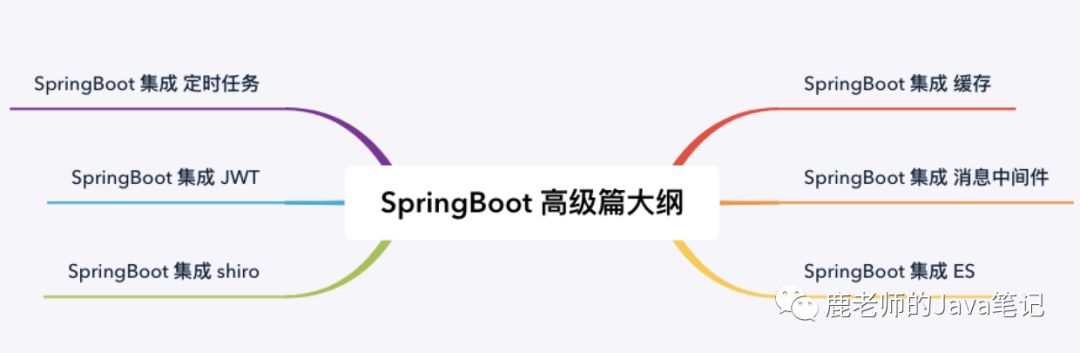 SpringBoot 集成 定时任务
SpringBoot 集成 缓存
SpringBoot 集成 JWT
SpringBoot 高级篇大纲
SpringBoot 集成 消息中间件
SpringBoot 集成 shiro
SpringBoot 集成 ES
鹿老师的Java笔记